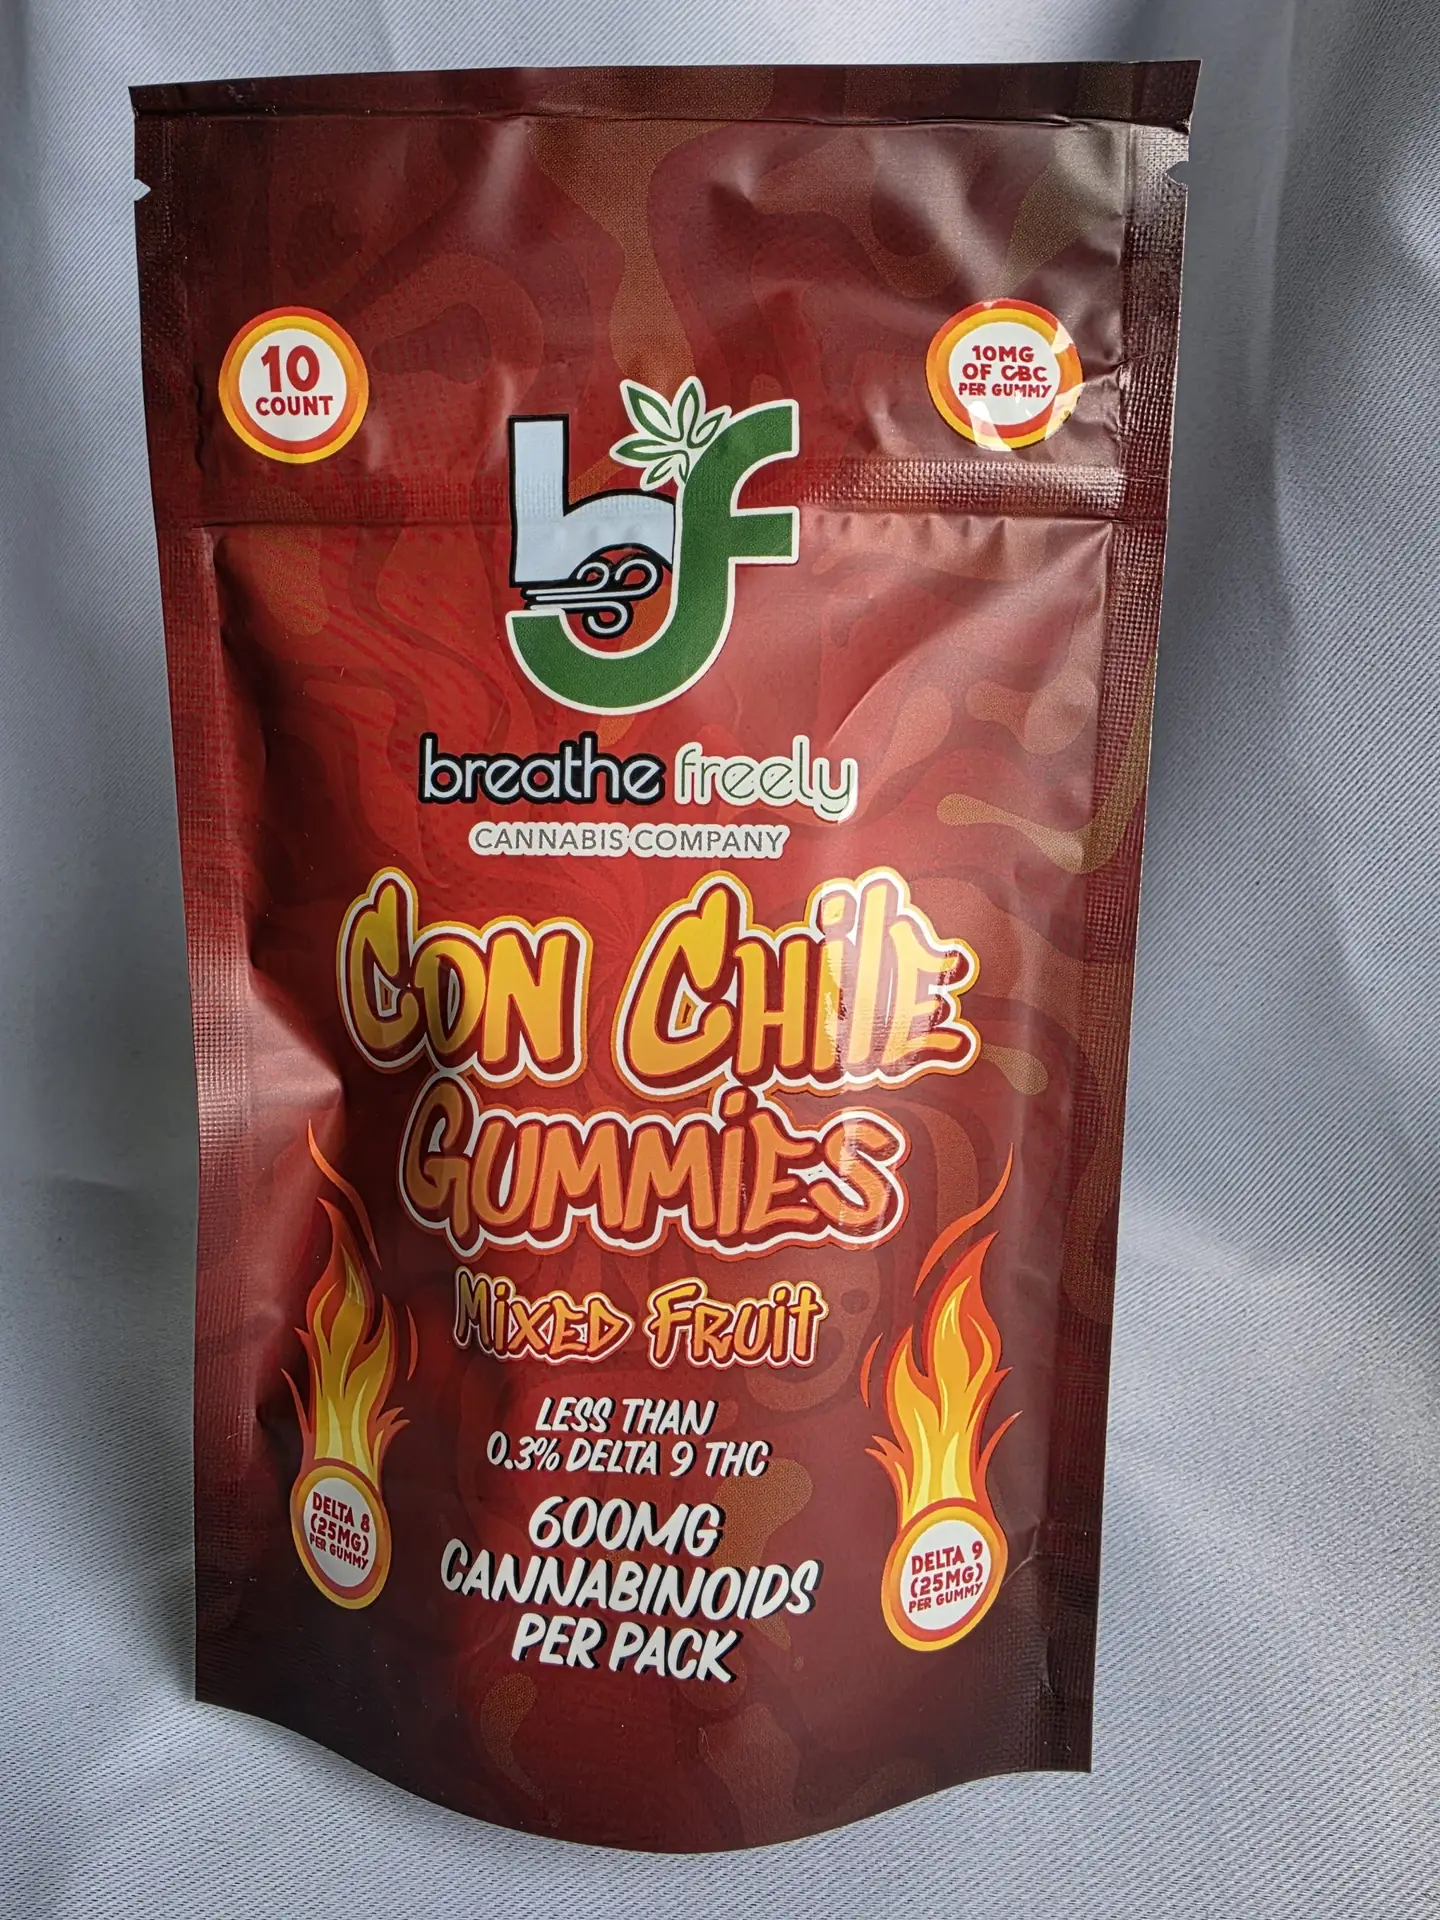 10
COUNT
10MG
OF CBC
PER GUMMY
bf
breathe freely
CANNABIS COMPANY
CON CHILE
GUMMIES
MIXED FRUIT
LESS THAN
0.3% DELTA 9 THC
600MG
CANNABINOIDS
PER PACK
DELTA 8
(25MG)
PER GUMMY
DELTA 9
(25MG)
PER GUMMY